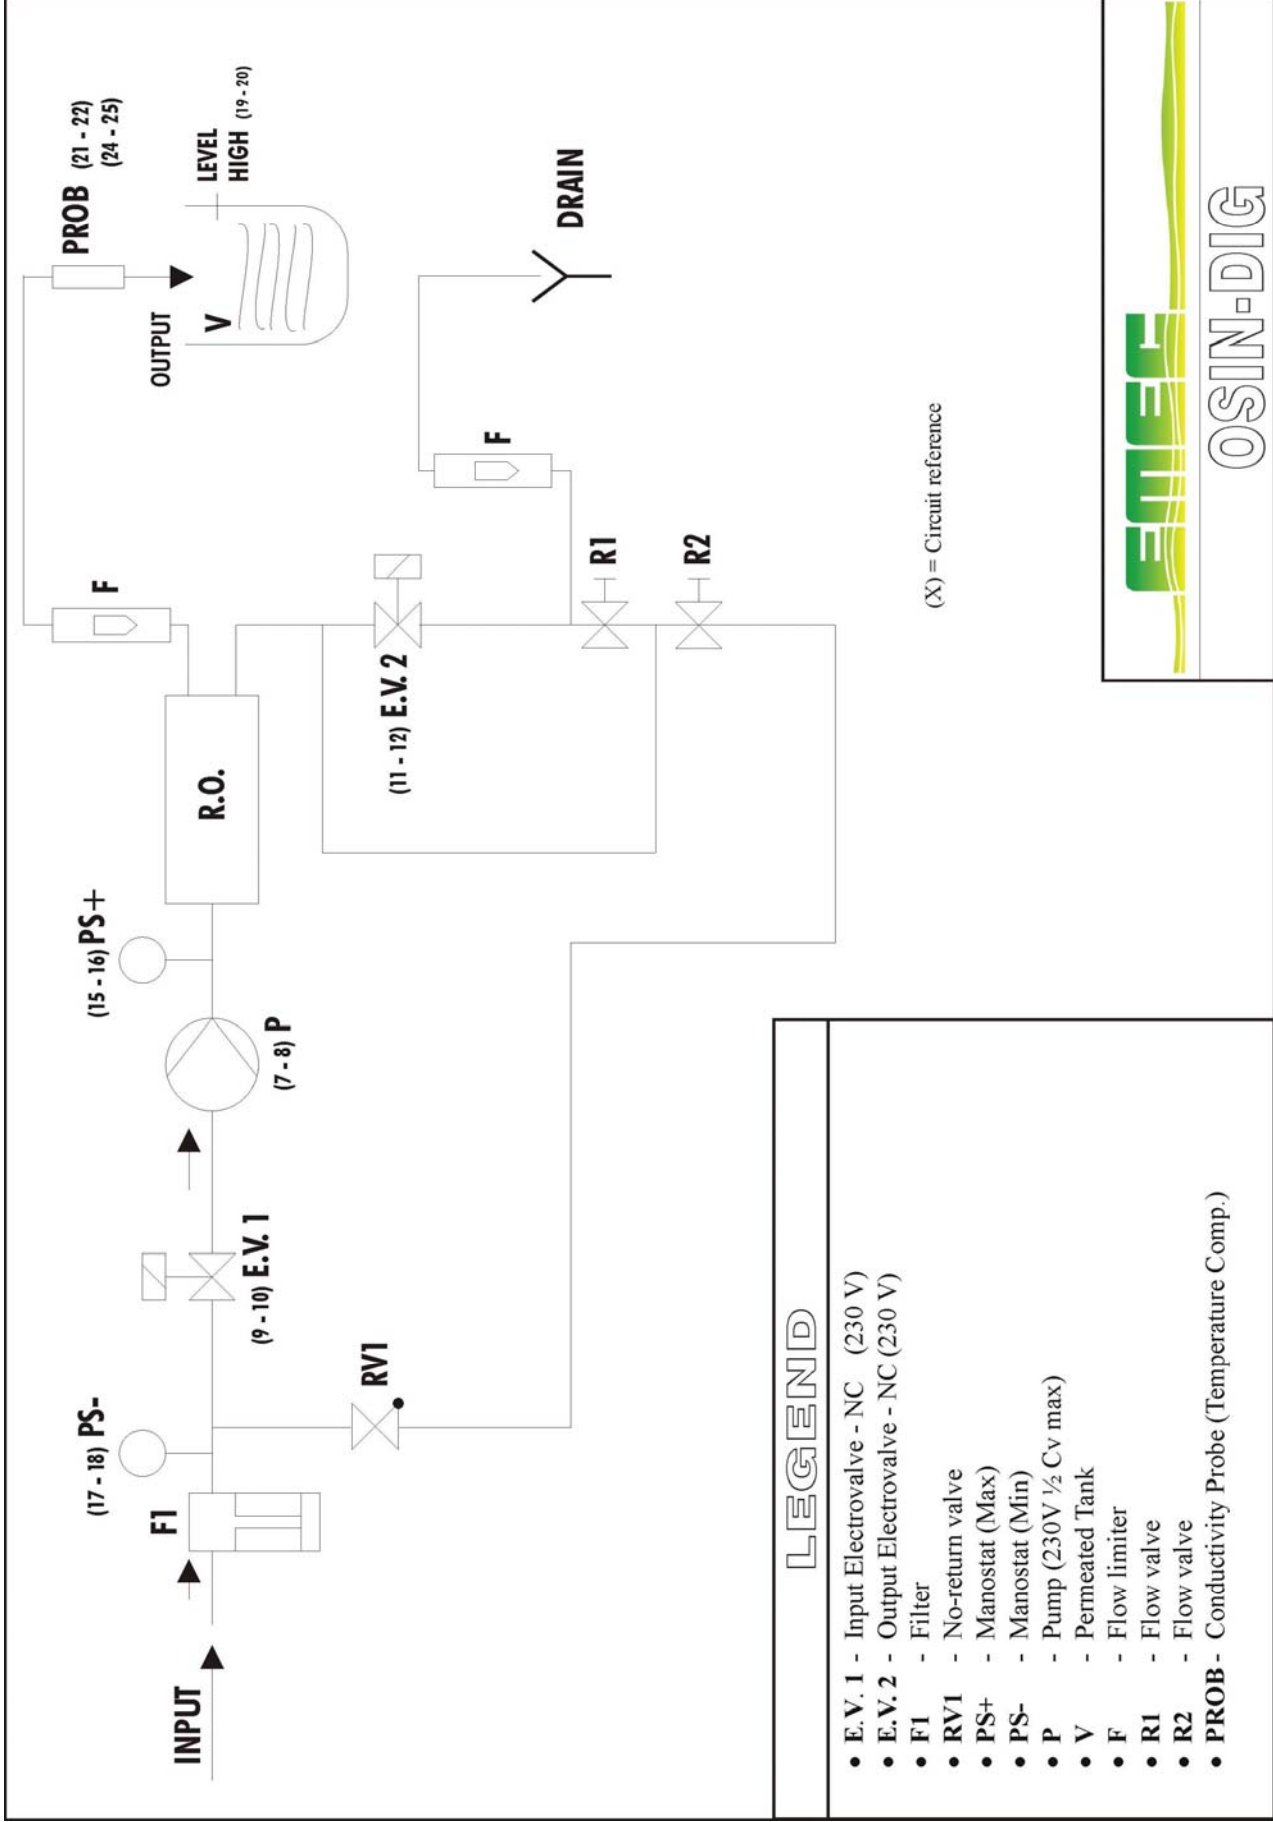 INPUT
F1
(17 - 18) PS-
RV1
(9 - 10) E.V. 1
(7 - 8) P
(15 - 16) PS+
R.O.
(11 - 12) E.V. 2
F
F
R1
R2
OUTPUT
PROB (21 - 22)
(24 - 25)
V
LEVEL
HIGH (19 - 20)
DRAIN
(X) = Circuit reference
LEGEND
• E.V. 1 - Input Electrovalve - NC (230 V)
• E.V. 2 - Output Electrovalve - NC (230 V)
• F1 - Filter
• RV1 - No-return valve
• PS+ - Manostat (Max)
• PS- - Manostat (Min)
• P - Pump (230V ½ Cv max)
• V - Permeated Tank
• F - Flow limiter
• R1 - Flow valve
• R2 - Flow valve
• PROB - Conductivity Probe (Temperature Comp.)
EMEC
OSIN-DIG